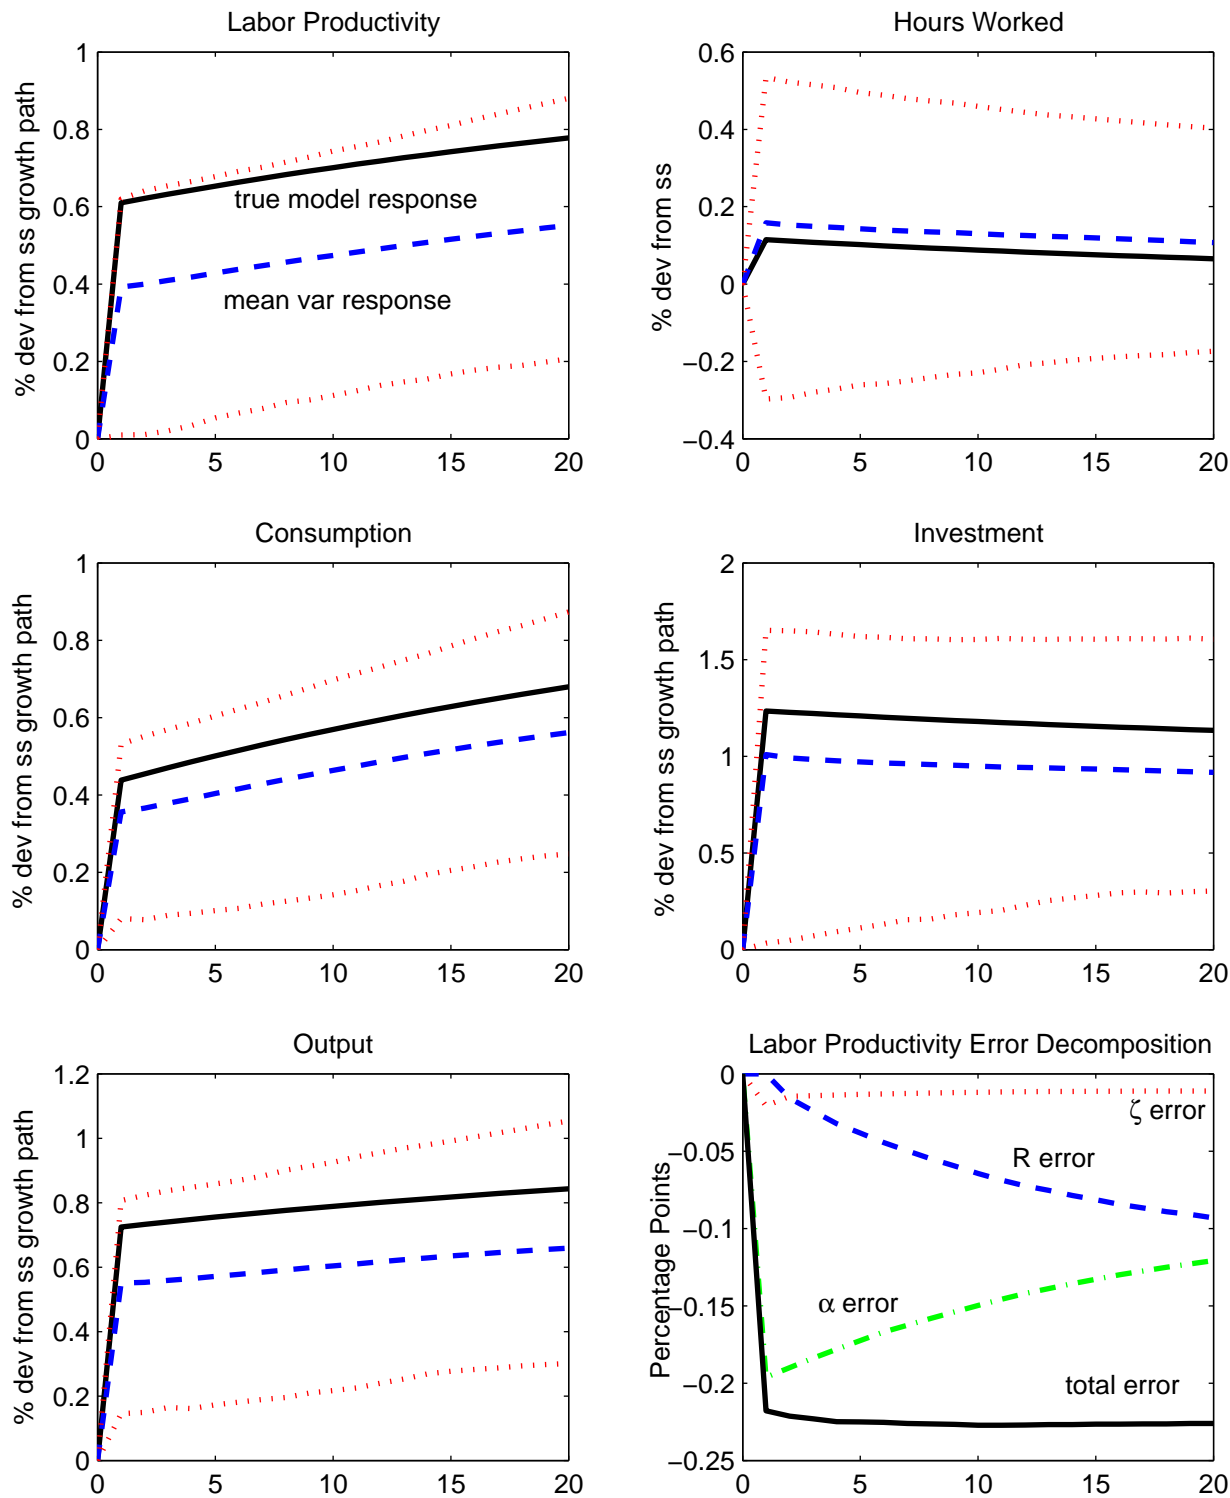 Labor Productivity
% dev from ss growth path
1
0.8
0.6
0.4
0.2
0
true model response
mean var response
0 5 10 15 20
Hours Worked
% dev from ss
0.6
0.4
0.2
0
−0.2
−0.4
0 5 10 15 20
Consumption
% dev from ss growth path
1
0.8
0.6
0.4
0.2
0
0 5 10 15 20
Investment
% dev from ss growth path
2
1.5
1
0.5
0
0 5 10 15 20
Output
% dev from ss growth path
1.2
1
0.8
0.6
0.4
0.2
0
0 5 10 15 20
Labor Productivity Error Decomposition
Percentage Points
0
−0.05
−0.1
−0.15
−0.2
−0.25
ζ error
R error
α error
total error
0 5 10 15 20